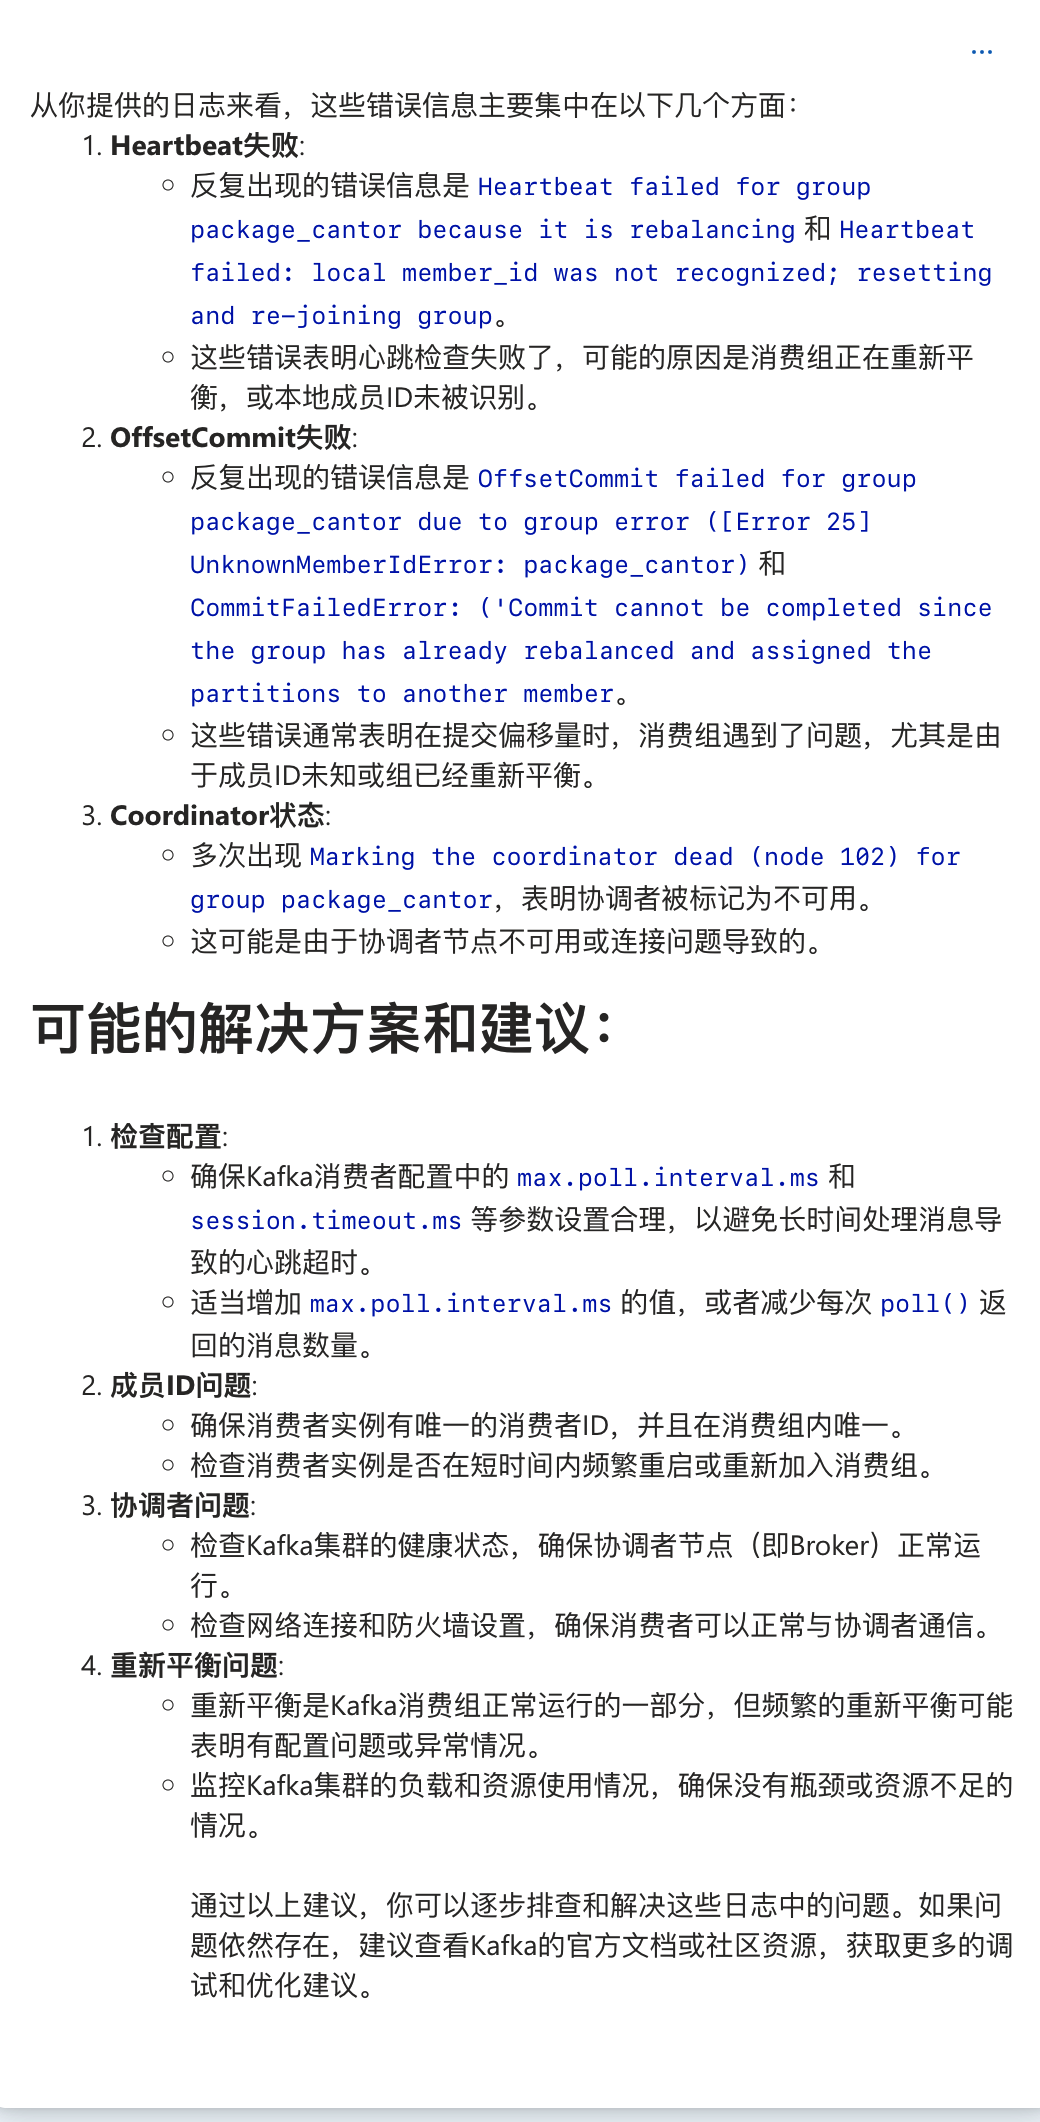 从你提供的日志来看，这些错误信息主要集中在以下几个方面：
1. Heartbeat失败:
○ 反复出现的错误信息是 Heartbeat failed for group
package_cantor because it is rebalancing 和 Heartbeat
failed: local member_id was not recognized; resetting
and re-joining group。
○ 这些错误表明心跳检查失败了，可能的原因是消费组正在重新平
衡，或本地成员ID未被识别。
2. OffsetCommit失败:
○ 反复出现的错误信息是 OffsetCommit failed for group
package_cantor due to group error ([Error 25]
UnknownMemberIdError: package_cantor) 和
CommitFailedError: ('Commit cannot be completed since
the group has already rebalanced and assigned the
partitions to another member。
○ 这些错误通常表明在提交偏移量时，消费组遇到了问题，尤其是由
于成员ID未知或组已经重新平衡。
3. Coordinator状态:
○ 多次出现 Marking the coordinator dead (node 102) for
group package_cantor，表明协调者被标记为不可用。
○ 这可能是由于协调者节点不可用或连接问题导致的。
可能的解决方案和建议：
1. 检查配置:
○ 确保Kafka消费者配置中的 max.poll.interval.ms 和
session.timeout.ms 等参数设置合理，以避免长时间处理消息导
致的心跳超时。
○ 适当增加 max.poll.interval.ms 的值，或者减少每次 poll() 返
回的消息数量。
2. 成员ID问题:
○ 确保消费者实例有唯一的消费者ID，并且在消费组内唯一。
○ 检查消费者实例是否在短时间内频繁重启或重新加入消费组。
3. 协调者问题:
○ 检查Kafka集群的健康状态，确保协调者节点（即Broker）正常运
行。
○ 检查网络连接和防火墙设置，确保消费者可以正常与协调者通信。
4. 重新平衡问题:
○ 重新平衡是Kafka消费组正常运行的一部分，但频繁的重新平衡可能
表明有配置问题或异常情况。
○ 监控Kafka集群的负载和资源使用情况，确保没有瓶颈或资源不足的
情况。
通过以上建议，你可以逐步排查和解决这些日志中的问题。如果问
题依然存在，建议查看Kafka的官方文档或社区资源，获取更多的调
试和优化建议。